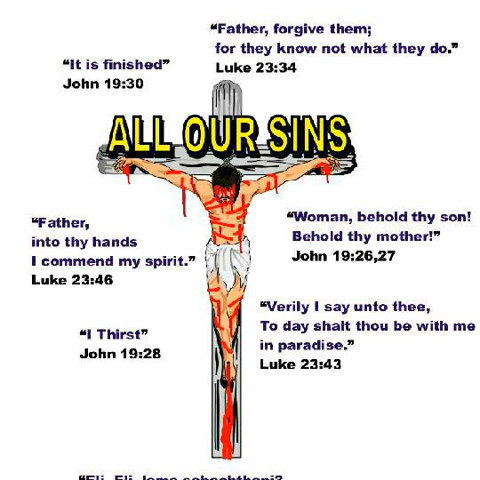 “Father, forgive them;
for they know not what they do.”
Luke 23:34
“It is finished”
John 19:30
ALL OUR SINS
“Father,
into thy hands
I commend my spirit.”
Luke 23:46
“Woman, behold thy son!
Behold thy mother!”
John 19:26,27
“I Thirst”
John 19:28
“Verily I say unto thee,
To day shalt thou be with me
in paradise.”
Luke 23:43
“Eli, Eli,